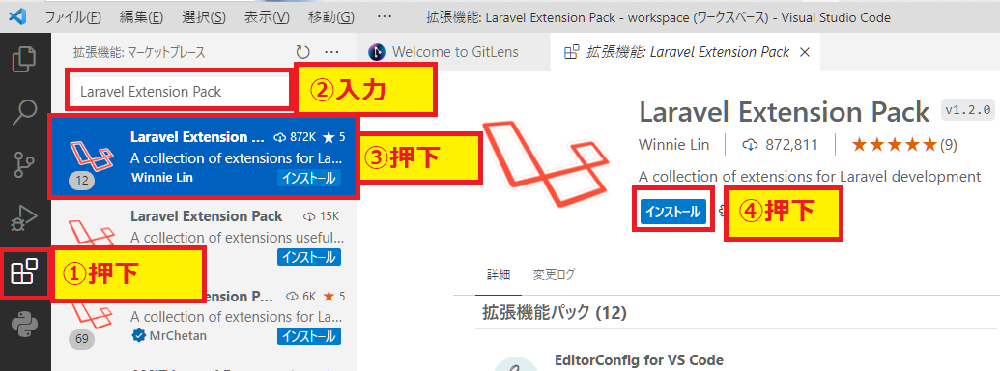 ファイル(F) 編集(E) 選択(S) 表示(V) 移動(G) ··· 拡張機能: Laravel Extension Pack - workspace (ワークスペース) - Visual Studio Code
拡張機能: マーケットプレース ···
Laravel Extension Pack
②入力
Laravel Extension ... 872K ★ 5
A collection of extensions for La...
Winnie Lin インストール
12
③押下
Laravel Extension Pack 15K
A collection of extensions useful...
インストール
①押下
Extension P... 6K ★ 5
A collection of extensions for La...
MrChetan インストール
69
Welcome to GitLens
拡張機能: Laravel Extension Pack ×
Laravel Extension Pack v1.2.0
Winnie Lin 872,811 ★★★★★(9)
A collection of extensions for Laravel development
インストール
④押下
詳細 変更ログ
拡張機能パック (12)
EditorConfig for VS Code